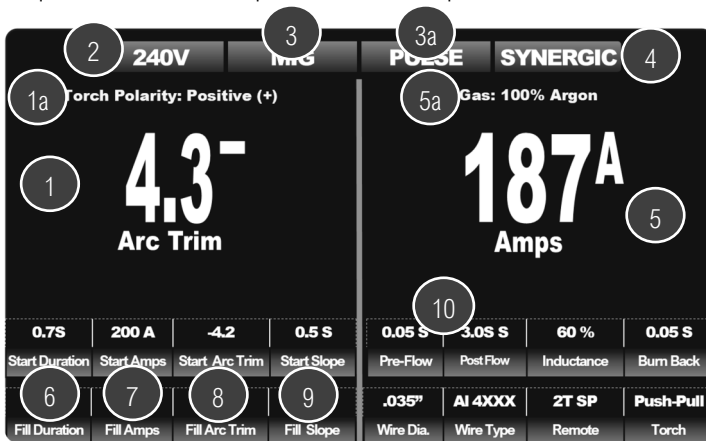 2 240V 3 MIG 3a PULSE SYNERGIC 4
1a Torch Polarity: Positive (+) 5a Gas: 100% Argon
1 4.3- 187A 5
Arc Trim Amps
10
0.7S 200 A -4.2 0.5 S 0.05 S 3.0S S 60 % 0.05 S
Start Duration Start Amps Start Arc Trim Start Slope Pre-Flow Post Flow Inductance Burn Back
6 7 8 9 .035” Al 4XXX 2T SP Push-Pull
Fill Duration Fill Amps Fill Arc Trim Fill Slope Wire Dia. Wire Type Remote Torch